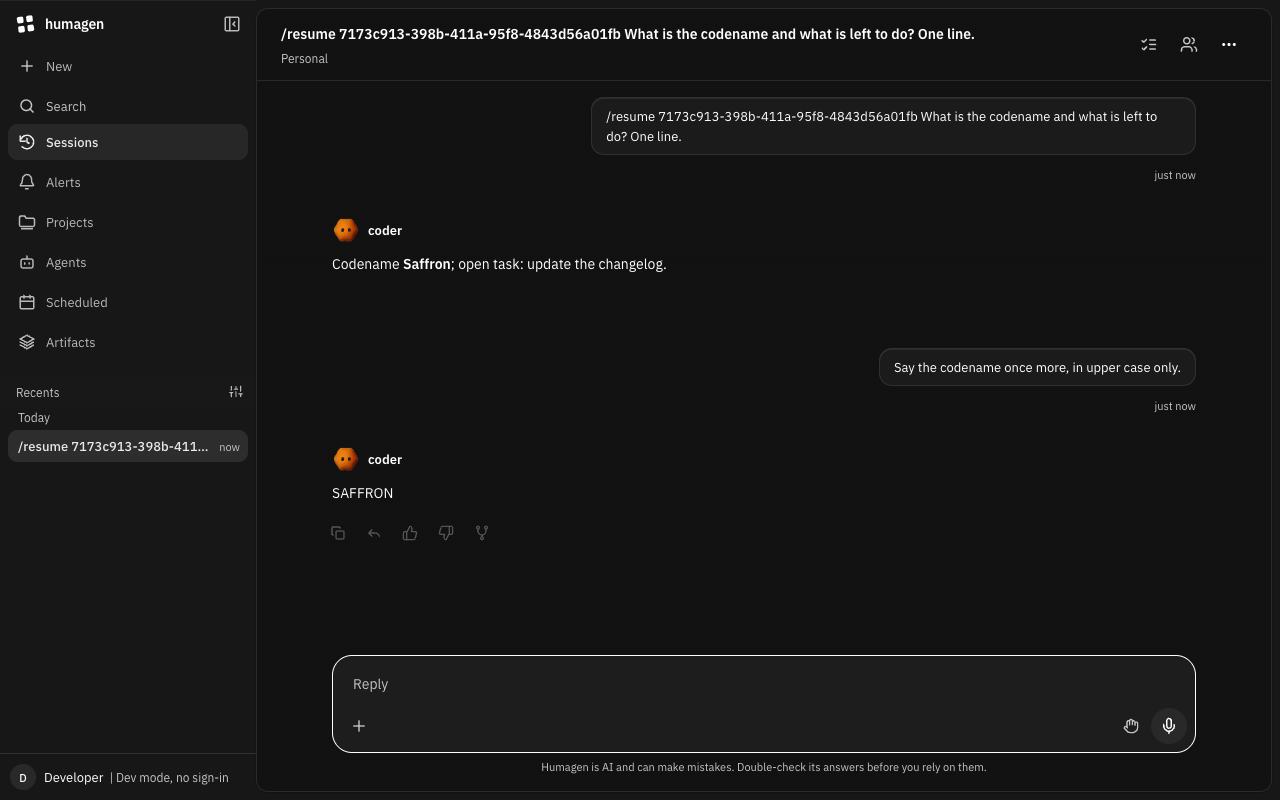 humagen
New
Search
Sessions
Alerts
Projects
Agents
Scheduled
Artifacts
Recents
Today
/resume 7173c913-398b-411... now
D Developer | Dev mode, no sign-in
/resume 7173c913-398b-411a-95f8-4843d56a01fb What is the codename and what is left to do? One line.
Personal
/resume 7173c913-398b-411a-95f8-4843d56a01fb What is the codename and what is left to
do? One line.
just now
coder
Codename Saffron; open task: update the changelog.
Say the codename once more, in upper case only.
just now
coder
SAFFRON
Reply
Humagen is AI and can make mistakes. Double-check its answers before you rely on them.